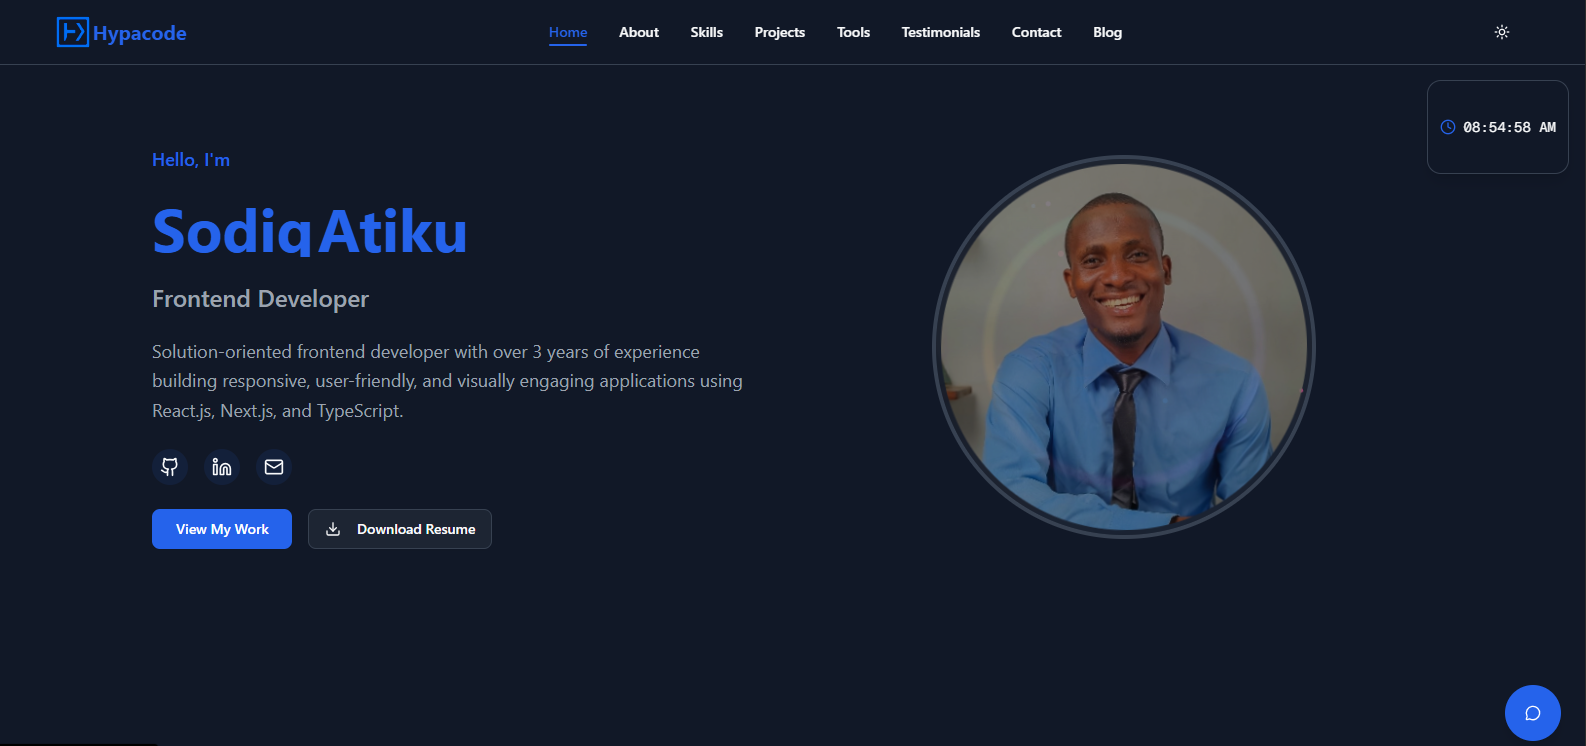 Hypacode
Home About Skills Projects Tools Testimonials Contact Blog
08:54:58 AM
Hello, I'm
Sodiq Atiku
Frontend Developer
Solution-oriented frontend developer with over 3 years of experience
building responsive, user-friendly, and visually engaging applications using
React.js, Next.js, and TypeScript.
View My Work
Download Resume